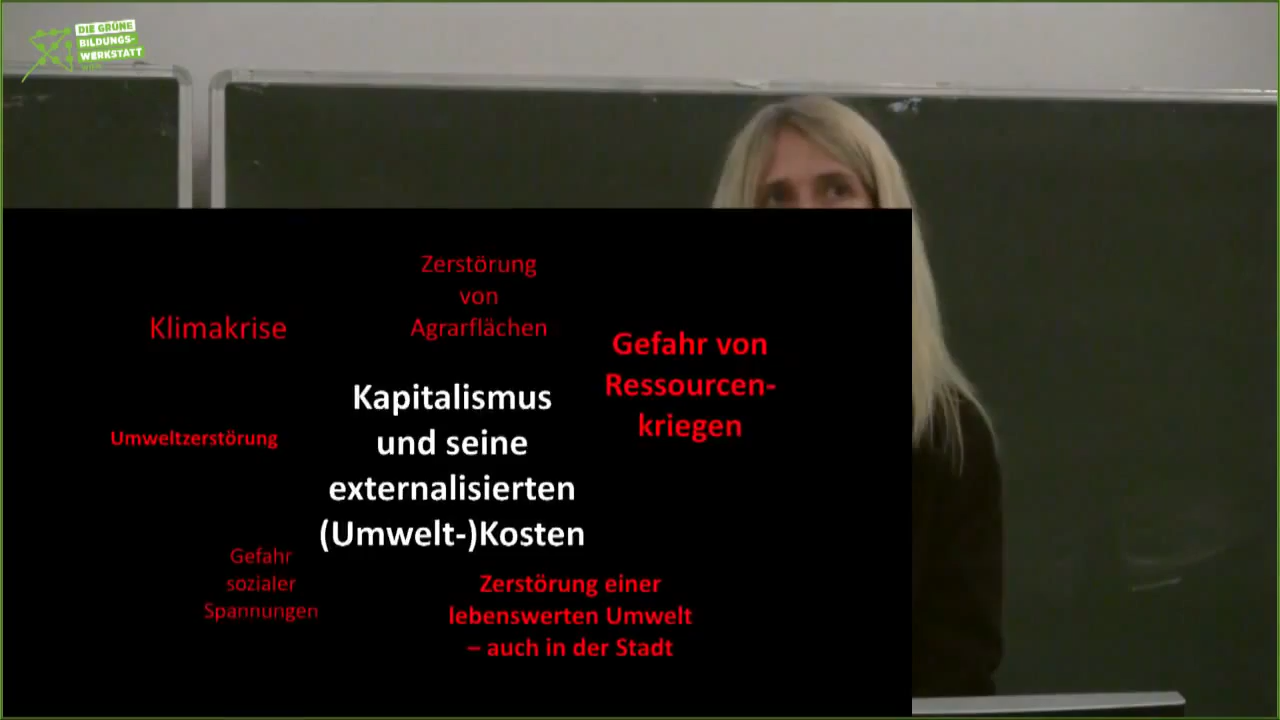 DIE GRÜNE
BILDUNGS-
WERKSTATT
Zerstörung
von
Agrarflächen
Klimakrise
Gefahr von
Ressourcen-
kriegen
Kapitalismus
und seine
externalisierten
(Umwelt-)Kosten
Umweltzerstörung
Gefahr
sozialer
Spannungen
Zerstörung einer
lebenswerten Umwelt
– auch in der Stadt